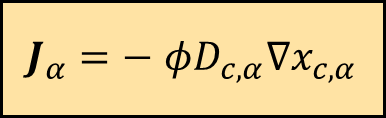 𝑱_α = − ϕD_{c,α}∇x_{c,α}